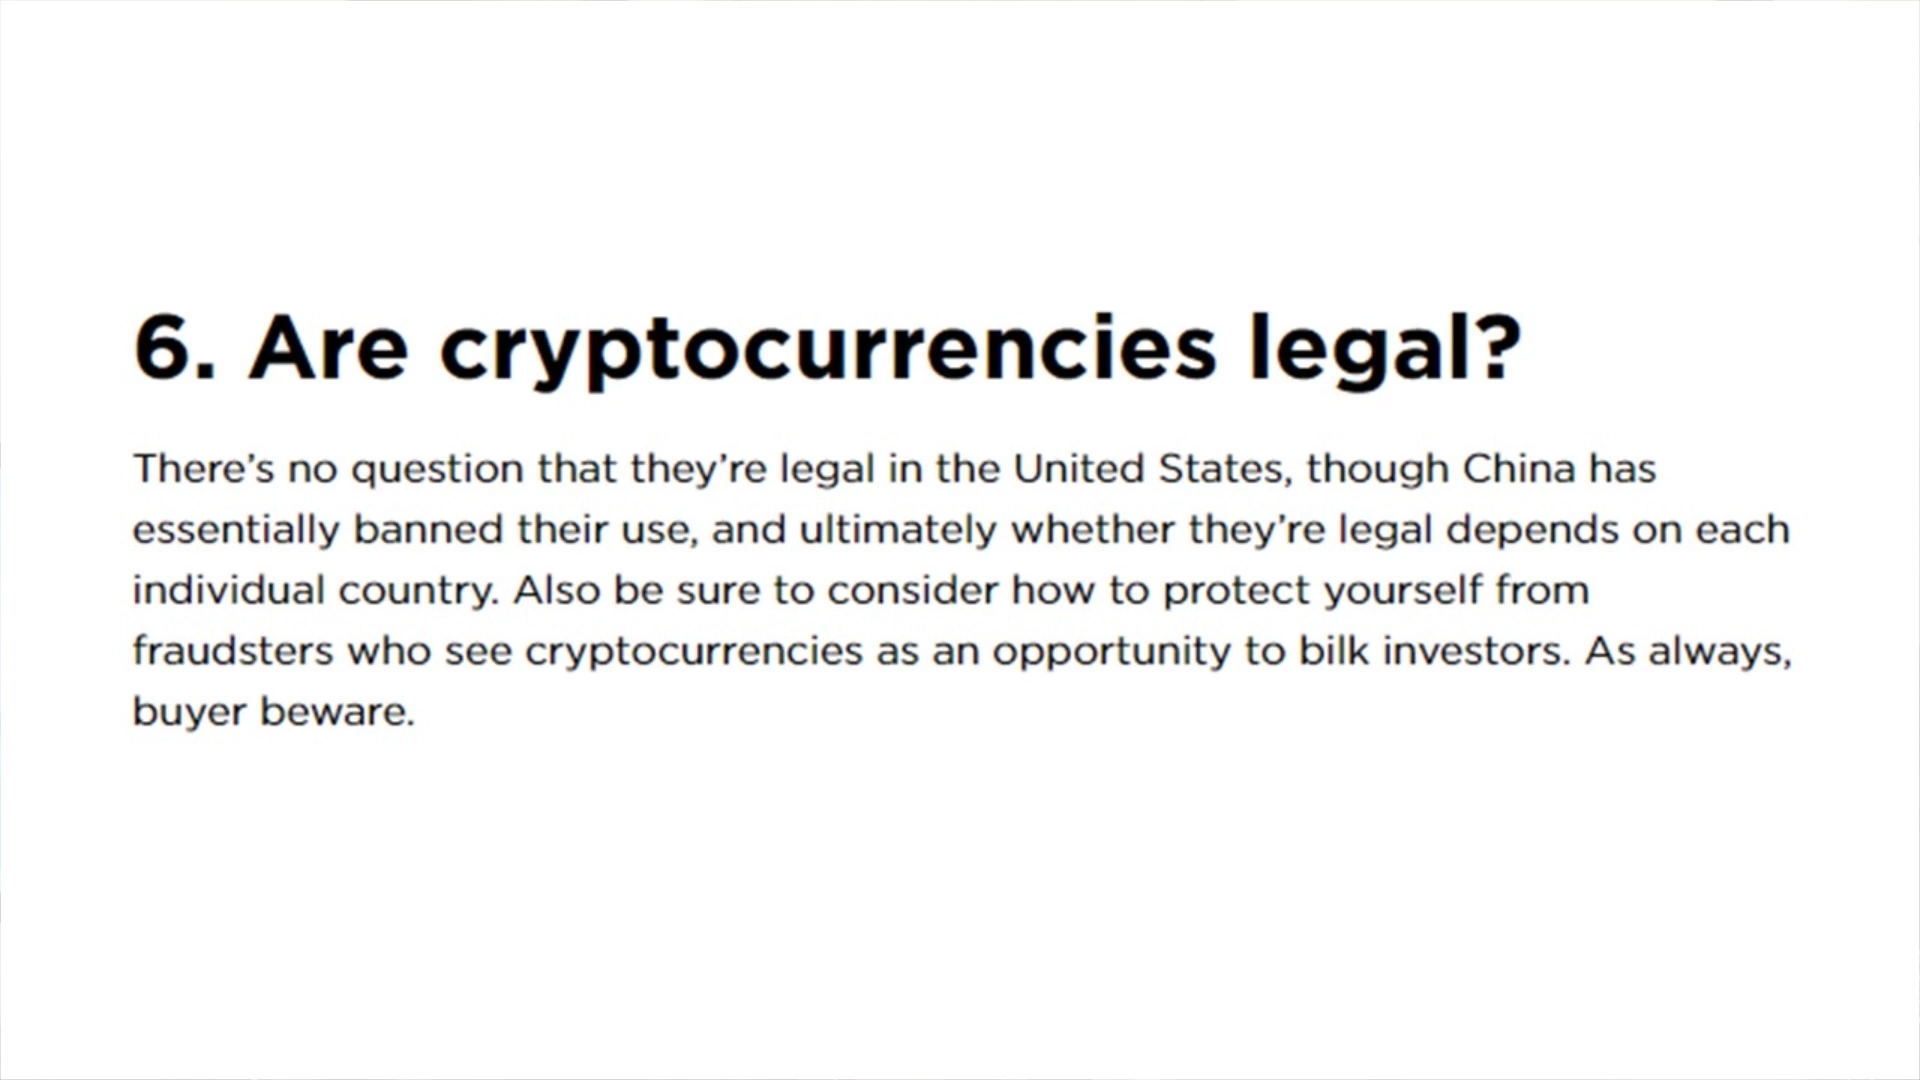 6. Are cryptocurrencies legal?
There’s no question that they’re legal in the United States, though China has
essentially banned their use, and ultimately whether they’re legal depends on each
individual country. Also be sure to consider how to protect yourself from
fraudsters who see cryptocurrencies as an opportunity to bilk investors. As always,
buyer beware.